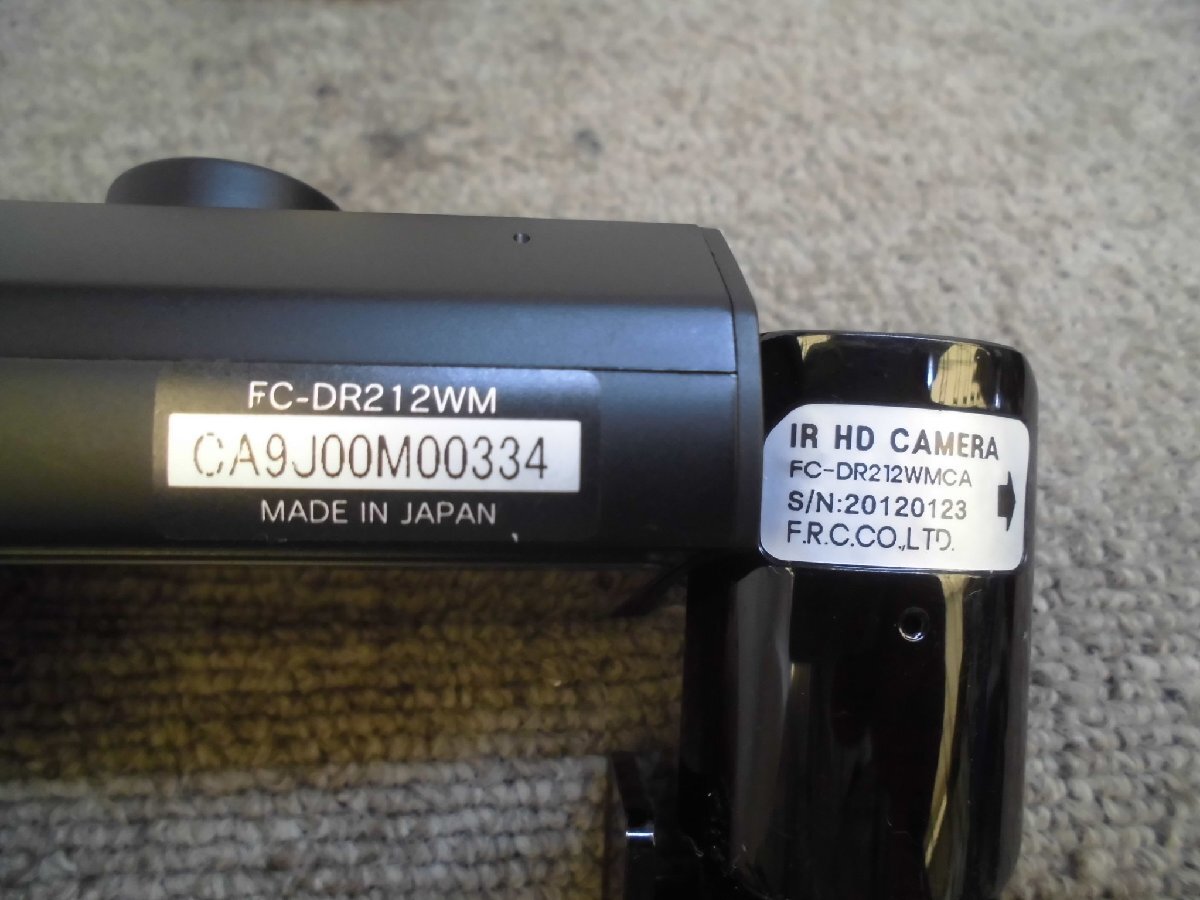 FC-DR212WM
CA9J00M00334
MADE IN JAPAN
IR HD CAMERA
FC-DR212WMCA
S/N:20120123
F.R.C.CO.,LTD.